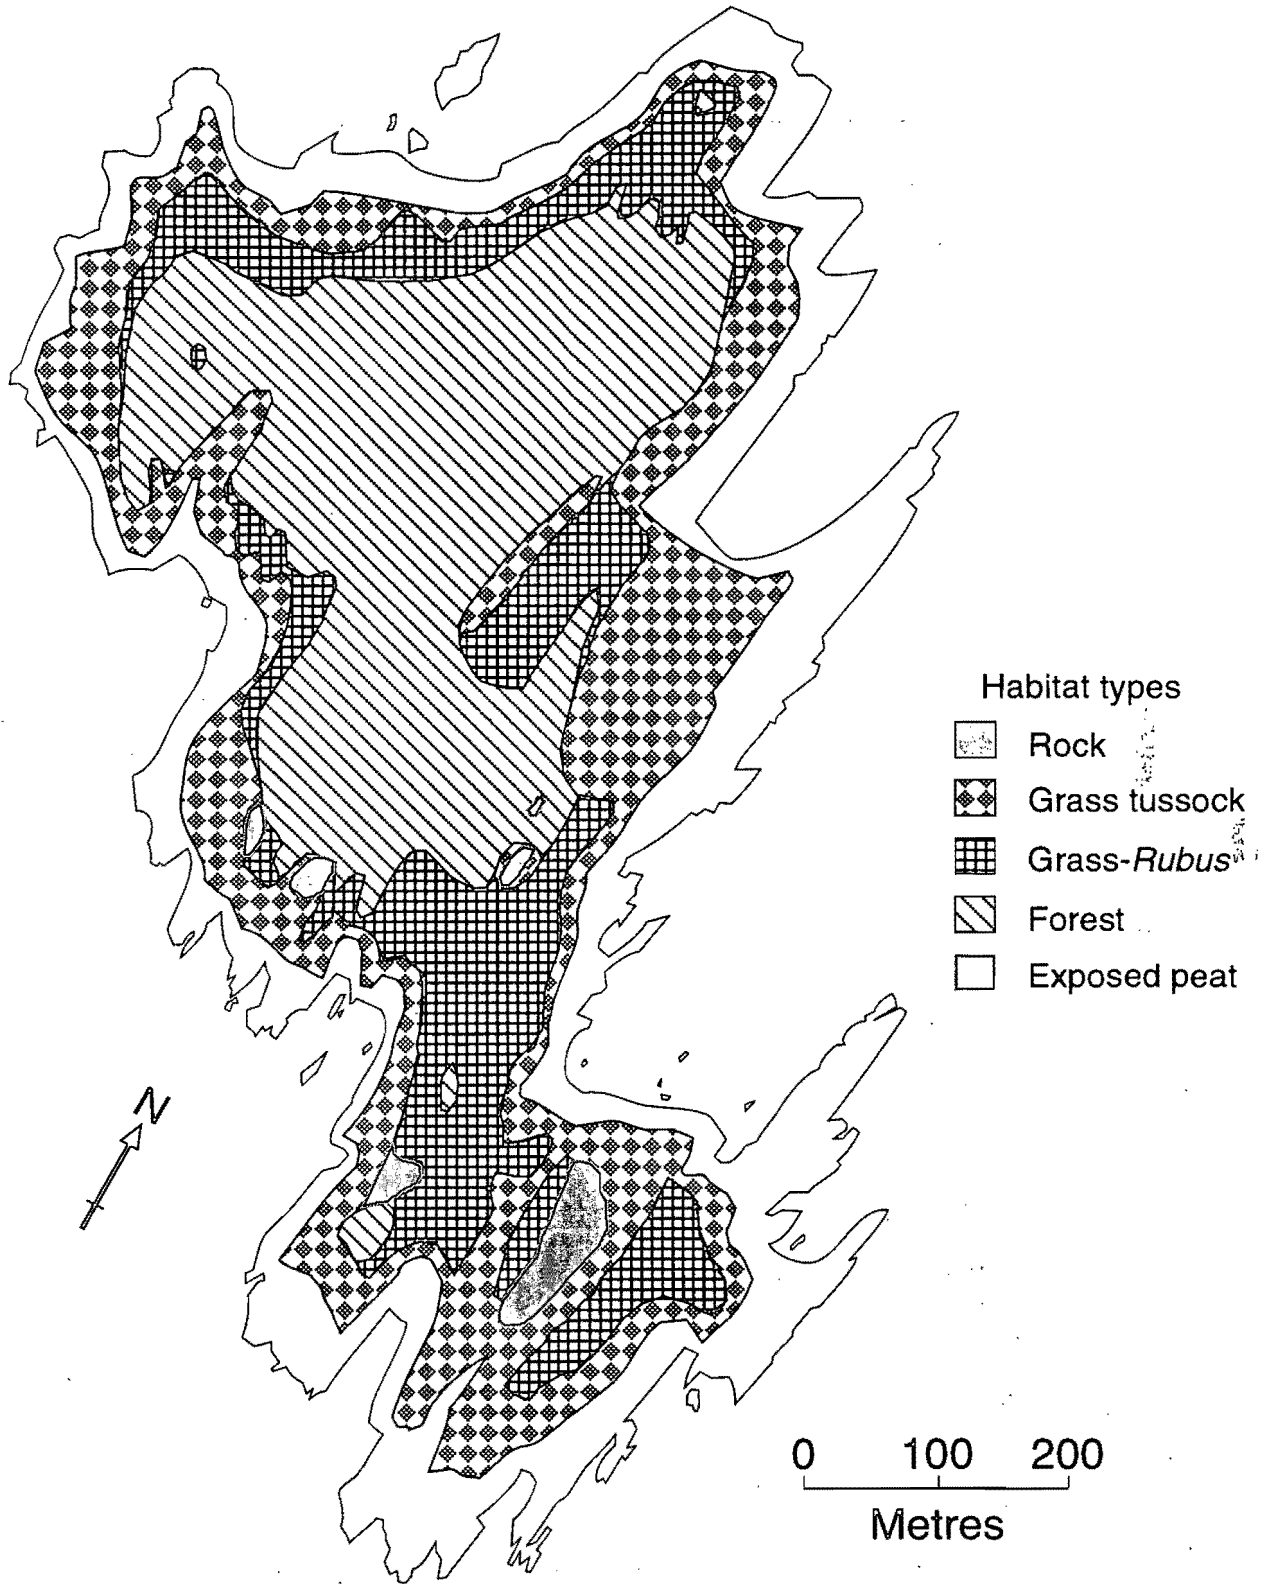 Habitat types
Rock
Grass tussock
Grass-Rubus
Forest
Exposed peat
N
0 100 200
Metres